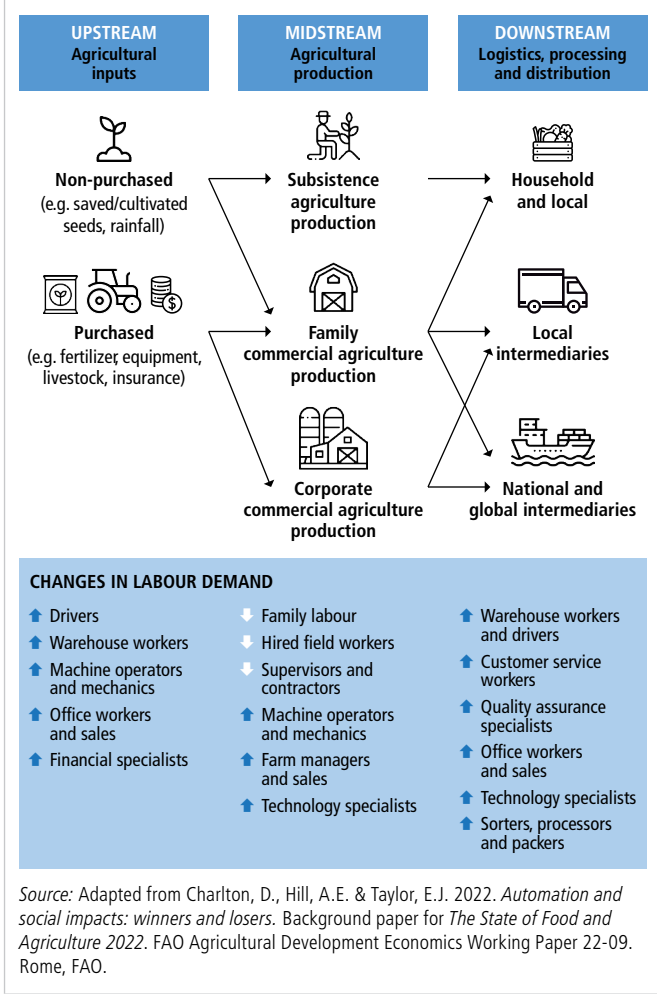 UPSTREAM
Agricultural
inputs
MIDSTREAM
Agricultural
production
DOWNSTREAM
Logistics, processing
and distribution
Non-purchased
(e.g. saved/cultivated
seeds, rainfall)
Subsistence
agriculture
production
Household
and local
Purchased
(e.g. fertilizer, equipment,
livestock, insurance)
Family
commercial agriculture
production
Local
intermediaries
Corporate
commercial agriculture
production
National and
global intermediaries
CHANGES IN LABOUR DEMAND
Drivers
Warehouse workers
Machine operators
and mechanics
Office workers
and sales
Financial specialists
Family labour
Hired field workers
Supervisors and
contractors
Machine operators
and mechanics
Farm managers
and sales
Technology specialists
Warehouse workers
and drivers
Customer service
workers
Quality assurance
specialists
Office workers
and sales
Technology specialists
Sorters, processors
and packers
Source: Adapted from Charlton, D., Hill, A.E. & Taylor, E.J. 2022. Automation and
social impacts: winners and losers. Background paper for The State of Food and
Agriculture 2022. FAO Agricultural Development Economics Working Paper 22-09.
Rome, FAO.